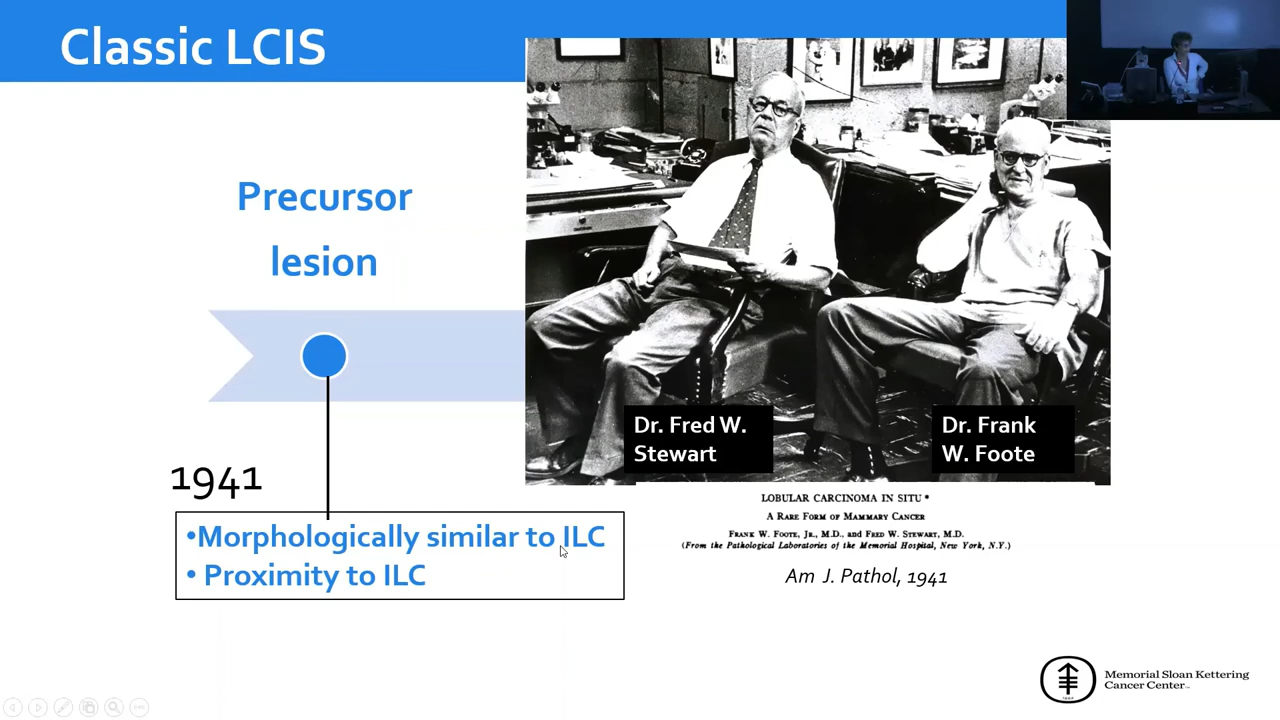 Classic LCIS
Precursor
lesion
1941
•Morphologically similar to ILC
• Proximity to ILC
Dr. Fred W.
Stewart
Dr. Frank
W. Foote
LOBULAR CARCINOMA IN SITU *
A RARE FORM OF MAMMARY CANCER
FRANK W. FOOTE, JR., M.D., AND FRED W. STEWART, M.D.
(From the Pathological Laboratories of the Memorial Hospital, New York, N.Y.)
Am J. Pathol, 1941
Memorial Sloan Kettering
Cancer Center